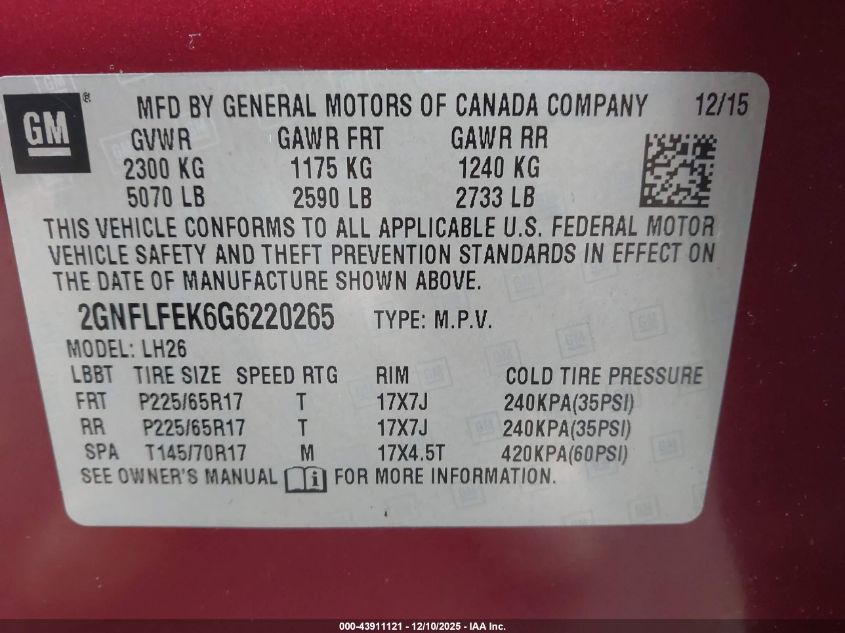 GM ® MFD BY GENERAL MOTORS OF CANADA COMPANY 12/15
GVWR GAWR FRT GAWR RR
2300 KG 1175 KG 1240 KG
5070 LB 2590 LB 2733 LB
THIS VEHICLE CONFORMS TO ALL APPLICABLE U.S. FEDERAL MOTOR
VEHICLE SAFETY AND THEFT PREVENTION STANDARDS IN EFFECT ON
THE DATE OF MANUFACTURE SHOWN ABOVE.
2GNFLFEK6G6220265 TYPE: M.P.V.
MODEL: LH26
LBBT TIRE SIZE SPEED RTG RIM COLD TIRE PRESSURE
FRT P225/65R17 T 17X7J 240KPA(35PSI)
RR P225/65R17 T 17X7J 240KPA(35PSI)
SPA T145/70R17 M 17X4.5T 420KPA(60PSI)
SEE OWNER'S MANUAL i FOR MORE INFORMATION.
000-43911121 - 12/10/2025 - IAA Inc.